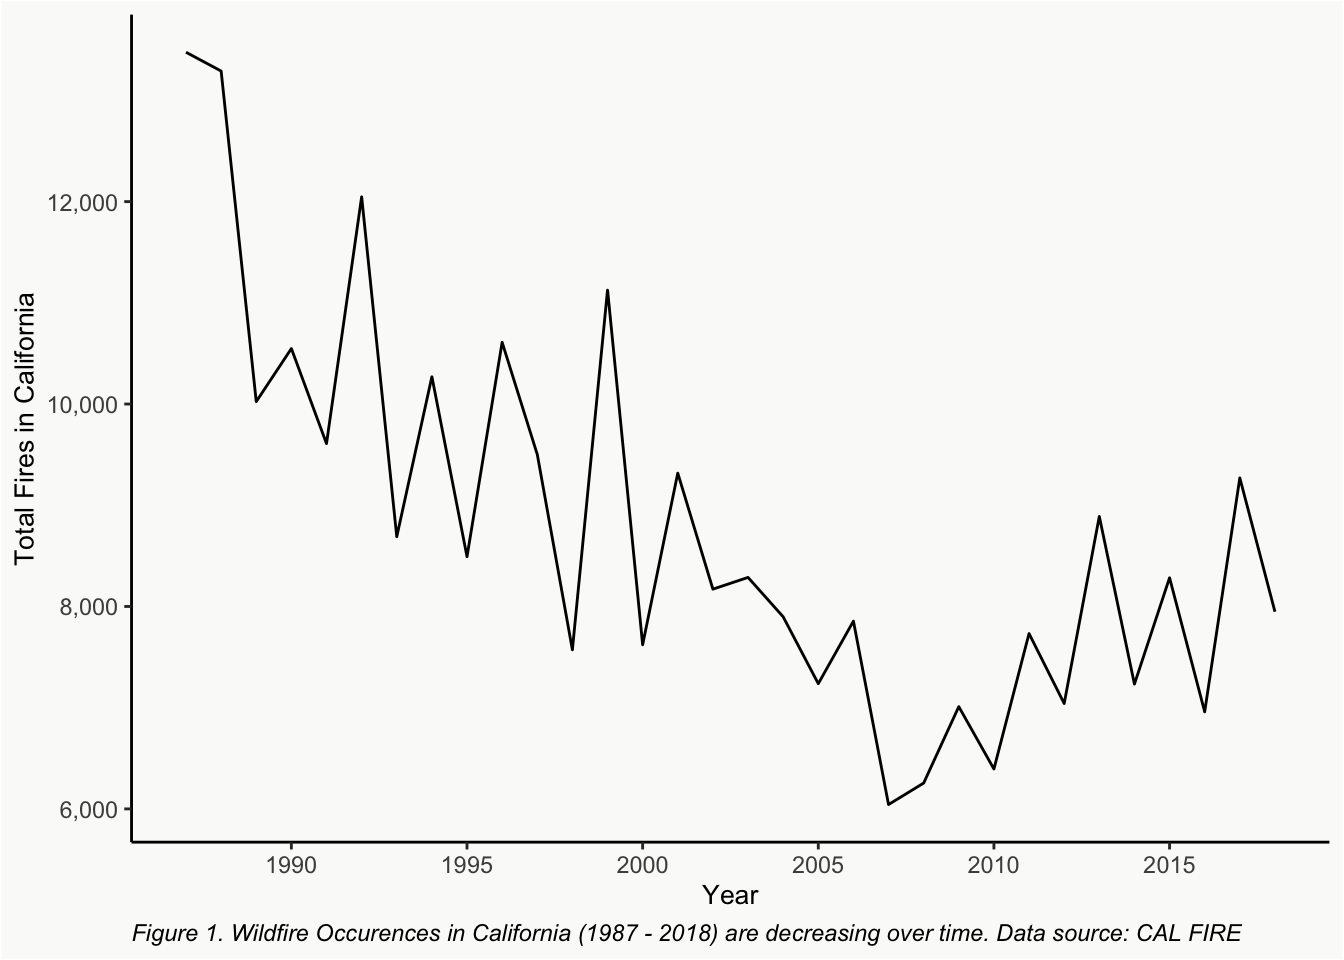 12,000
10,000
8,000
6,000
Total Fires in California
1990 1995 2000 2005 2010 2015
Year
Figure 1. Wildfire Occurences in California (1987 - 2018) are decreasing over time. Data source: CAL FIRE